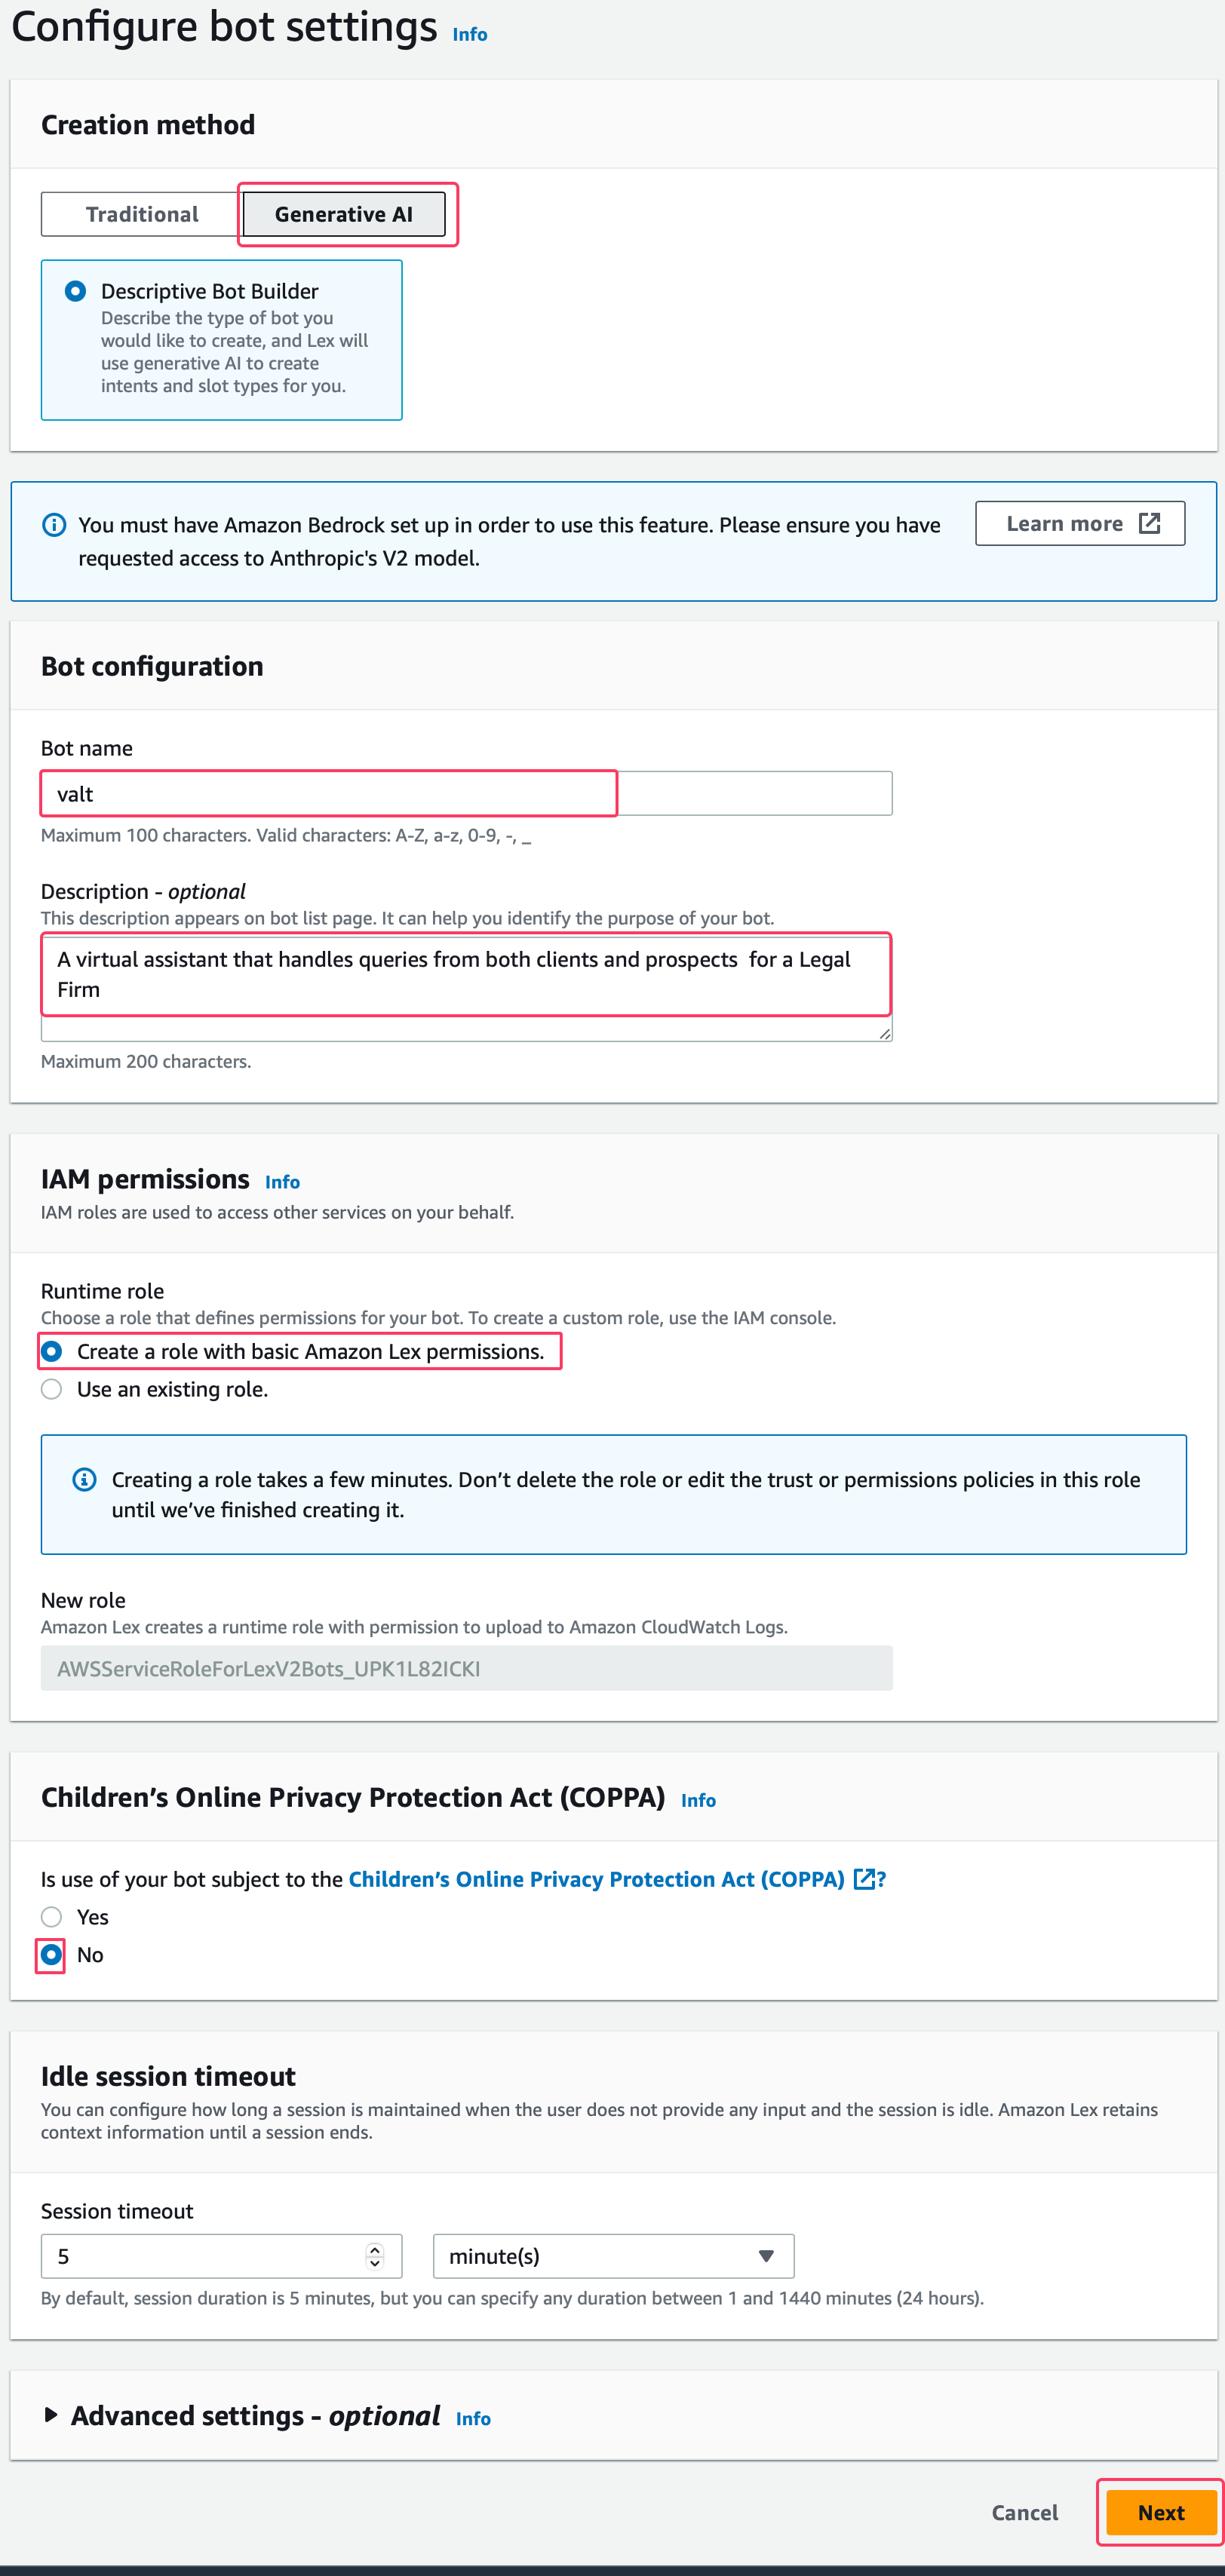 Configure bot settings Info
Creation method
Traditional
Generative AI
Descriptive Bot Builder
Describe the type of bot you
would like to create, and Lex will
use generative AI to create
intents and slot types for you.
You must have Amazon Bedrock set up in order to use this feature. Please ensure you have
requested access to Anthropic's V2 model.
Learn more
Bot configuration
Bot name
valt
Maximum 100 characters. Valid characters: A-Z, a-z, 0-9, -, _
Description - optional
This description appears on bot list page. It can help you identify the purpose of your bot.
A virtual assistant that handles queries from both clients and prospects  for a Legal
Firm
Maximum 200 characters.
IAM permissions Info
IAM roles are used to access other services on your behalf.
Runtime role
Choose a role that defines permissions for your bot. To create a custom role, use the IAM console.
Create a role with basic Amazon Lex permissions.
Use an existing role.
Creating a role takes a few minutes. Don’t delete the role or edit the trust or permissions policies in this role
until we’ve finished creating it.
New role
Amazon Lex creates a runtime role with permission to upload to Amazon CloudWatch Logs.
AWSServiceRoleForLexV2Bots_UPK1L82ICKI
Children’s Online Privacy Protection Act (COPPA) Info
Is use of your bot subject to the Children’s Online Privacy Protection Act (COPPA) ?
Yes
No
Idle session timeout
You can configure how long a session is maintained when the user does not provide any input and the session is idle. Amazon Lex retains
context information until a session ends.
Session timeout
5
minute(s)
By default, session duration is 5 minutes, but you can specify any duration between 1 and 1440 minutes (24 hours).
Advanced settings - optional Info
Cancel
Next